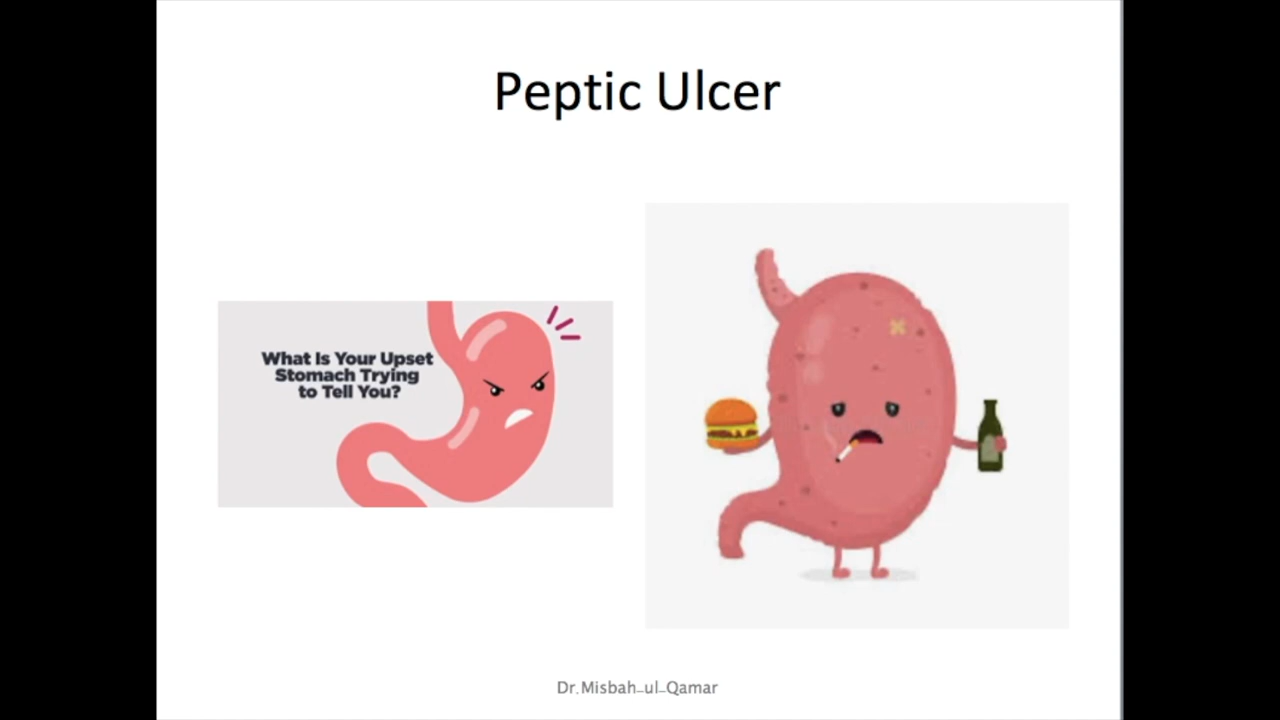 Peptic Ulcer
What Is Your Upset
Stomach Trying
to Tell You?
Dr.Misbah_ul_Qamar